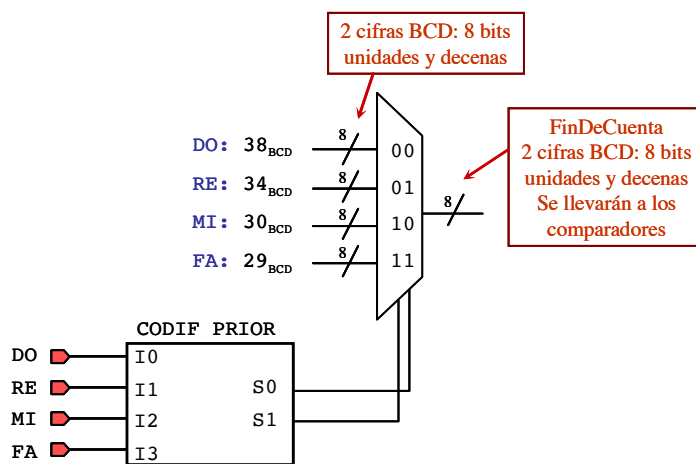 2 cifras BCD: 8 bits
unidades y decenas
FinDeCuenta
2 cifras BCD: 8 bits
unidades y decenas
Se llevarán a los
comparadores
DO: 38BCD 8 00
RE: 34BCD 8 01
8
MI: 30BCD 8 10
FA: 29BCD 8 11
CODIF PRIOR
DO I0
RE I1 S0
MI I2 S1
FA I3